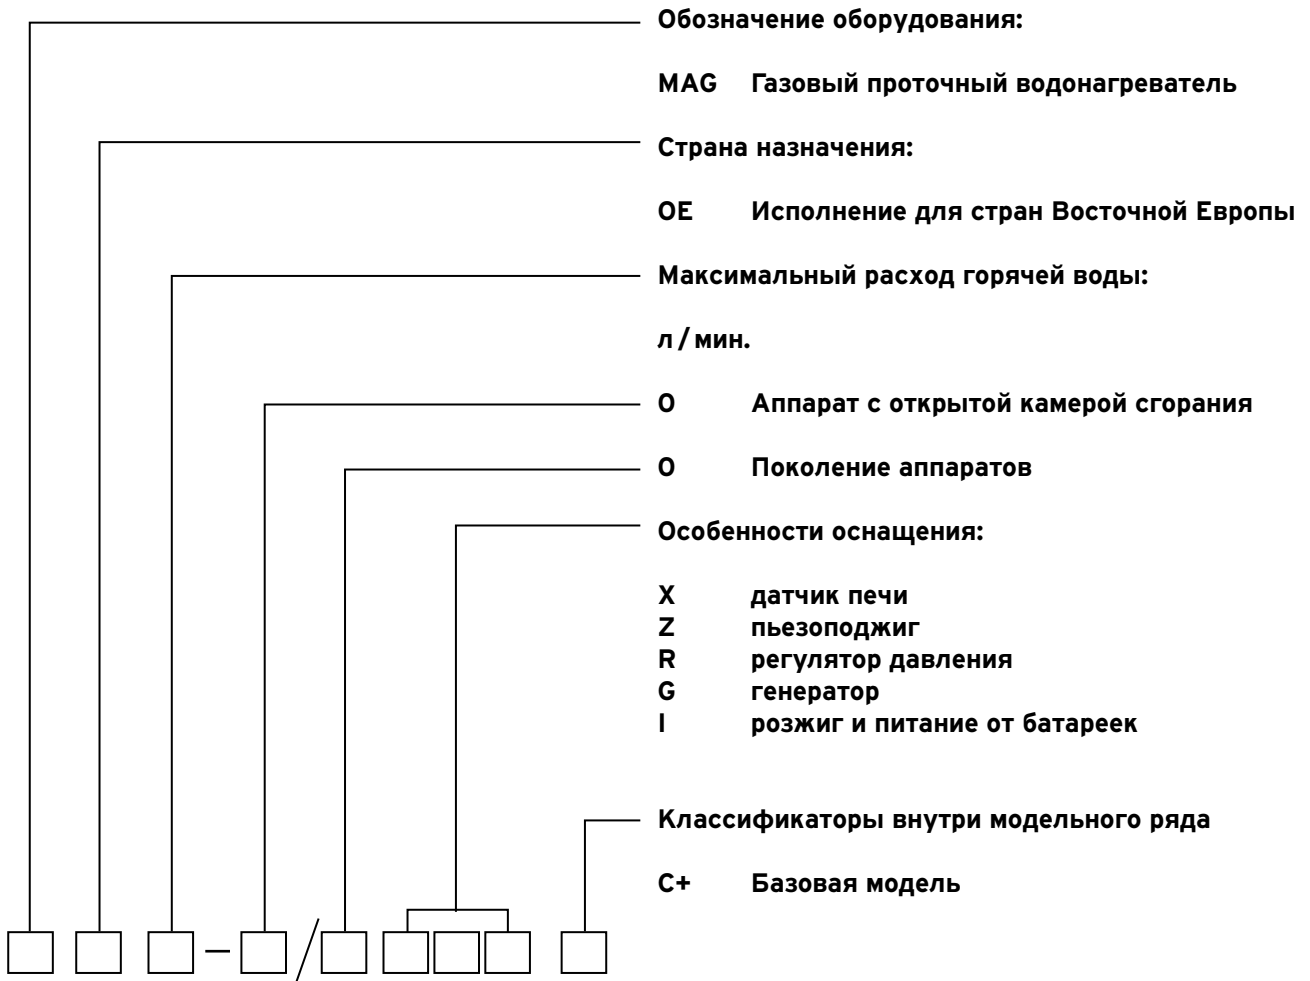 Обозначение оборудования:
MAG Газовый проточный водонагреватель
Страна назначения:
OE Исполнение для стран Восточной Европы
Максимальный расход горячей воды:
л / мин.
0 Аппарат с открытой камерой сгорания
0 Поколение аппаратов
Особенности оснащения:
X датчик печи
Z пьезоподжиг
R регулятор давления
G генератор
I розжиг и питание от батареек
Классификаторы внутри модельного ряда
C+ Базовая модель
– /